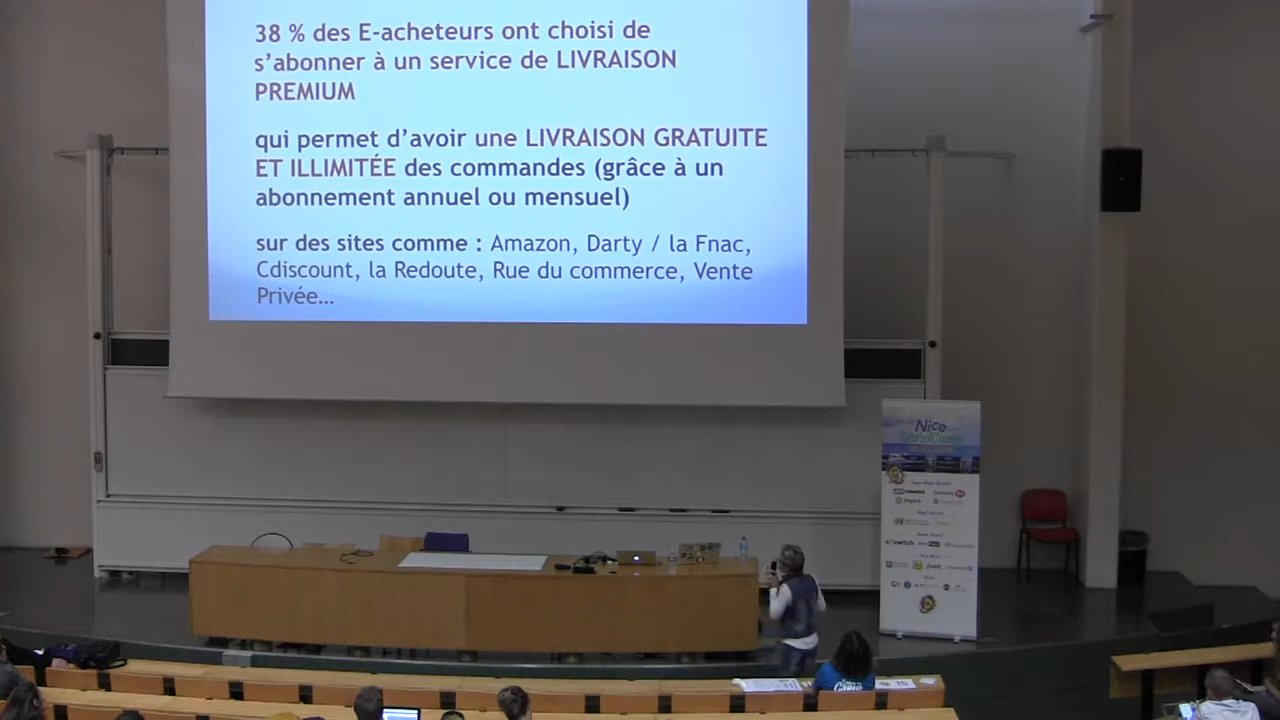 38 % des E-acheteurs ont choisi de
s'abonner à un service de LIVRAISON
PREMIUM
qui permet d'avoir une LIVRAISON GRATUITE
ET ILLIMITÉE des commandes (grâce à un
abonnement annuel ou mensuel)
sur des sites comme : Amazon, Darty / la Fnac,
Cdiscount, la Redoute, Rue du commerce, Vente
Privée…
Nice
WordCamp